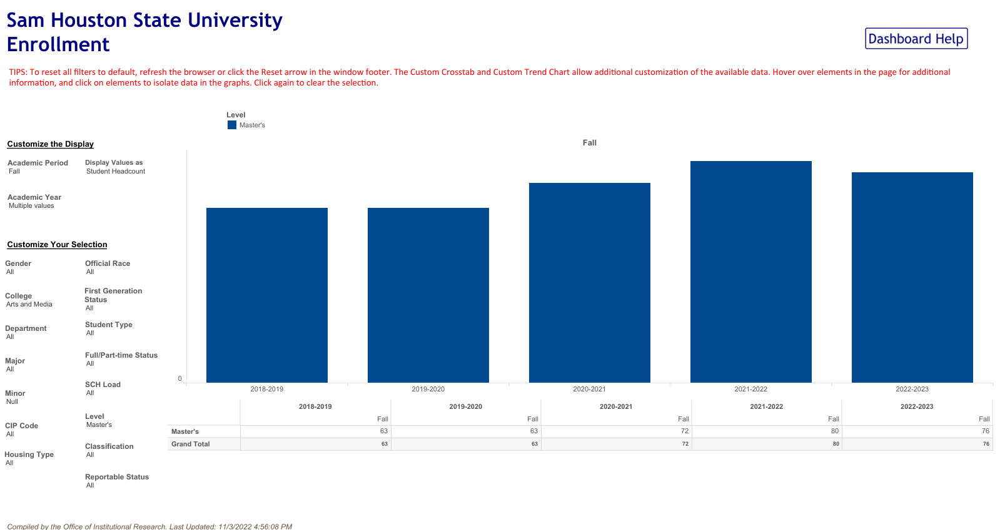 Sam Houston State University
Enrollment
Dashboard Help
TIPS: To reset all filters to default, refresh the browser or click the Reset arrow in the window footer. The Custom Crosstab and Custom Trend Chart allow additional customization of the available data. Hover over elements in the page for additional
information, and click on elements to isolate data in the graphs. Click again to clear the selection.
Level
Master's
Customize the Display
Academic Period
Fall
Display Values as
Student Headcount
Academic Year
Multiple values
Customize Your Selection
Gender
All
Official Race
All
College
Arts and Media
First Generation
Status
All
Department
All
Student Type
All
Major
All
Full/Part-time Status
All
Minor
Null
SCH Load
All
CIP Code
All
Level
Master's
Housing Type
All
Classification
All
Reportable Status
All
Fall
0
2018-2019 2019-2020 2020-2021 2021-2022 2022-2023
2018-2019 2019-2020 2020-2021 2021-2022 2022-2023
Fall Fall Fall Fall Fall
Master's 63 63 72 80 76
Grand Total 63 63 72 80 76
Compiled by the Office of Institutional Research. Last Updated: 11/3/2022 4:56:08 PM